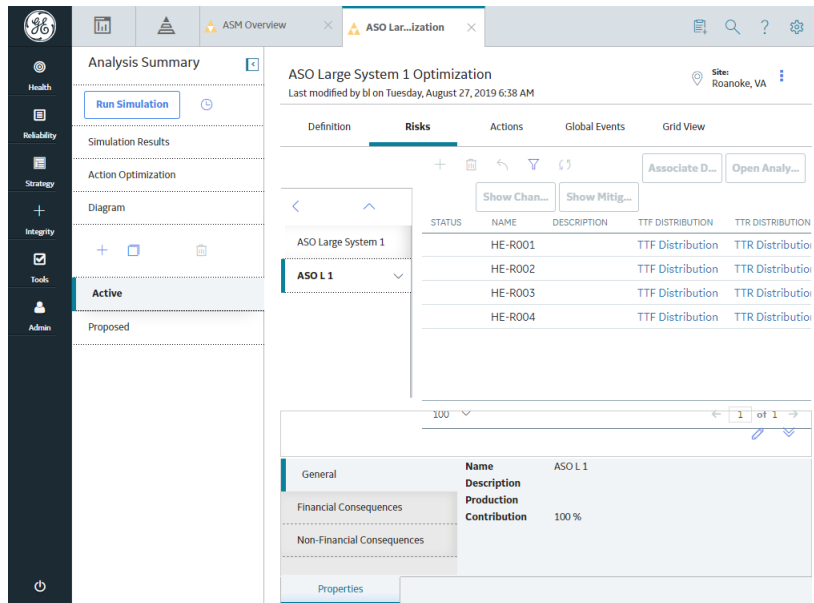 ASM Overview
ASO Lar...ization
Health
Reliability
Strategy
Integrity
Tools
Admin
Analysis Summary
Run Simulation
Simulation Results
Action Optimization
Diagram
Active
Proposed
ASO Large System 1 Optimization
Last modified by bl on Tuesday, August 27, 2019 6:38 AM
Site:
Roanoke, VA
Definition Risks Actions Global Events Grid View
Associate D... Open Analy...
Show Chan... Show Mitig...
ASO Large System 1
ASO L 1
STATUS NAME DESCRIPTION TTF DISTRIBUTION TTR DISTRIBUTION
HE-R001 TTF Distribution TTR Distributio
HE-R002 TTF Distribution TTR Distributio
HE-R003 TTF Distribution TTR Distributio
HE-R004 TTF Distribution TTR Distributio
100 1 of 1
General
Financial Consequences
Non-Financial Consequences
Name ASO L 1
Description
Production
Contribution 100 %
Properties